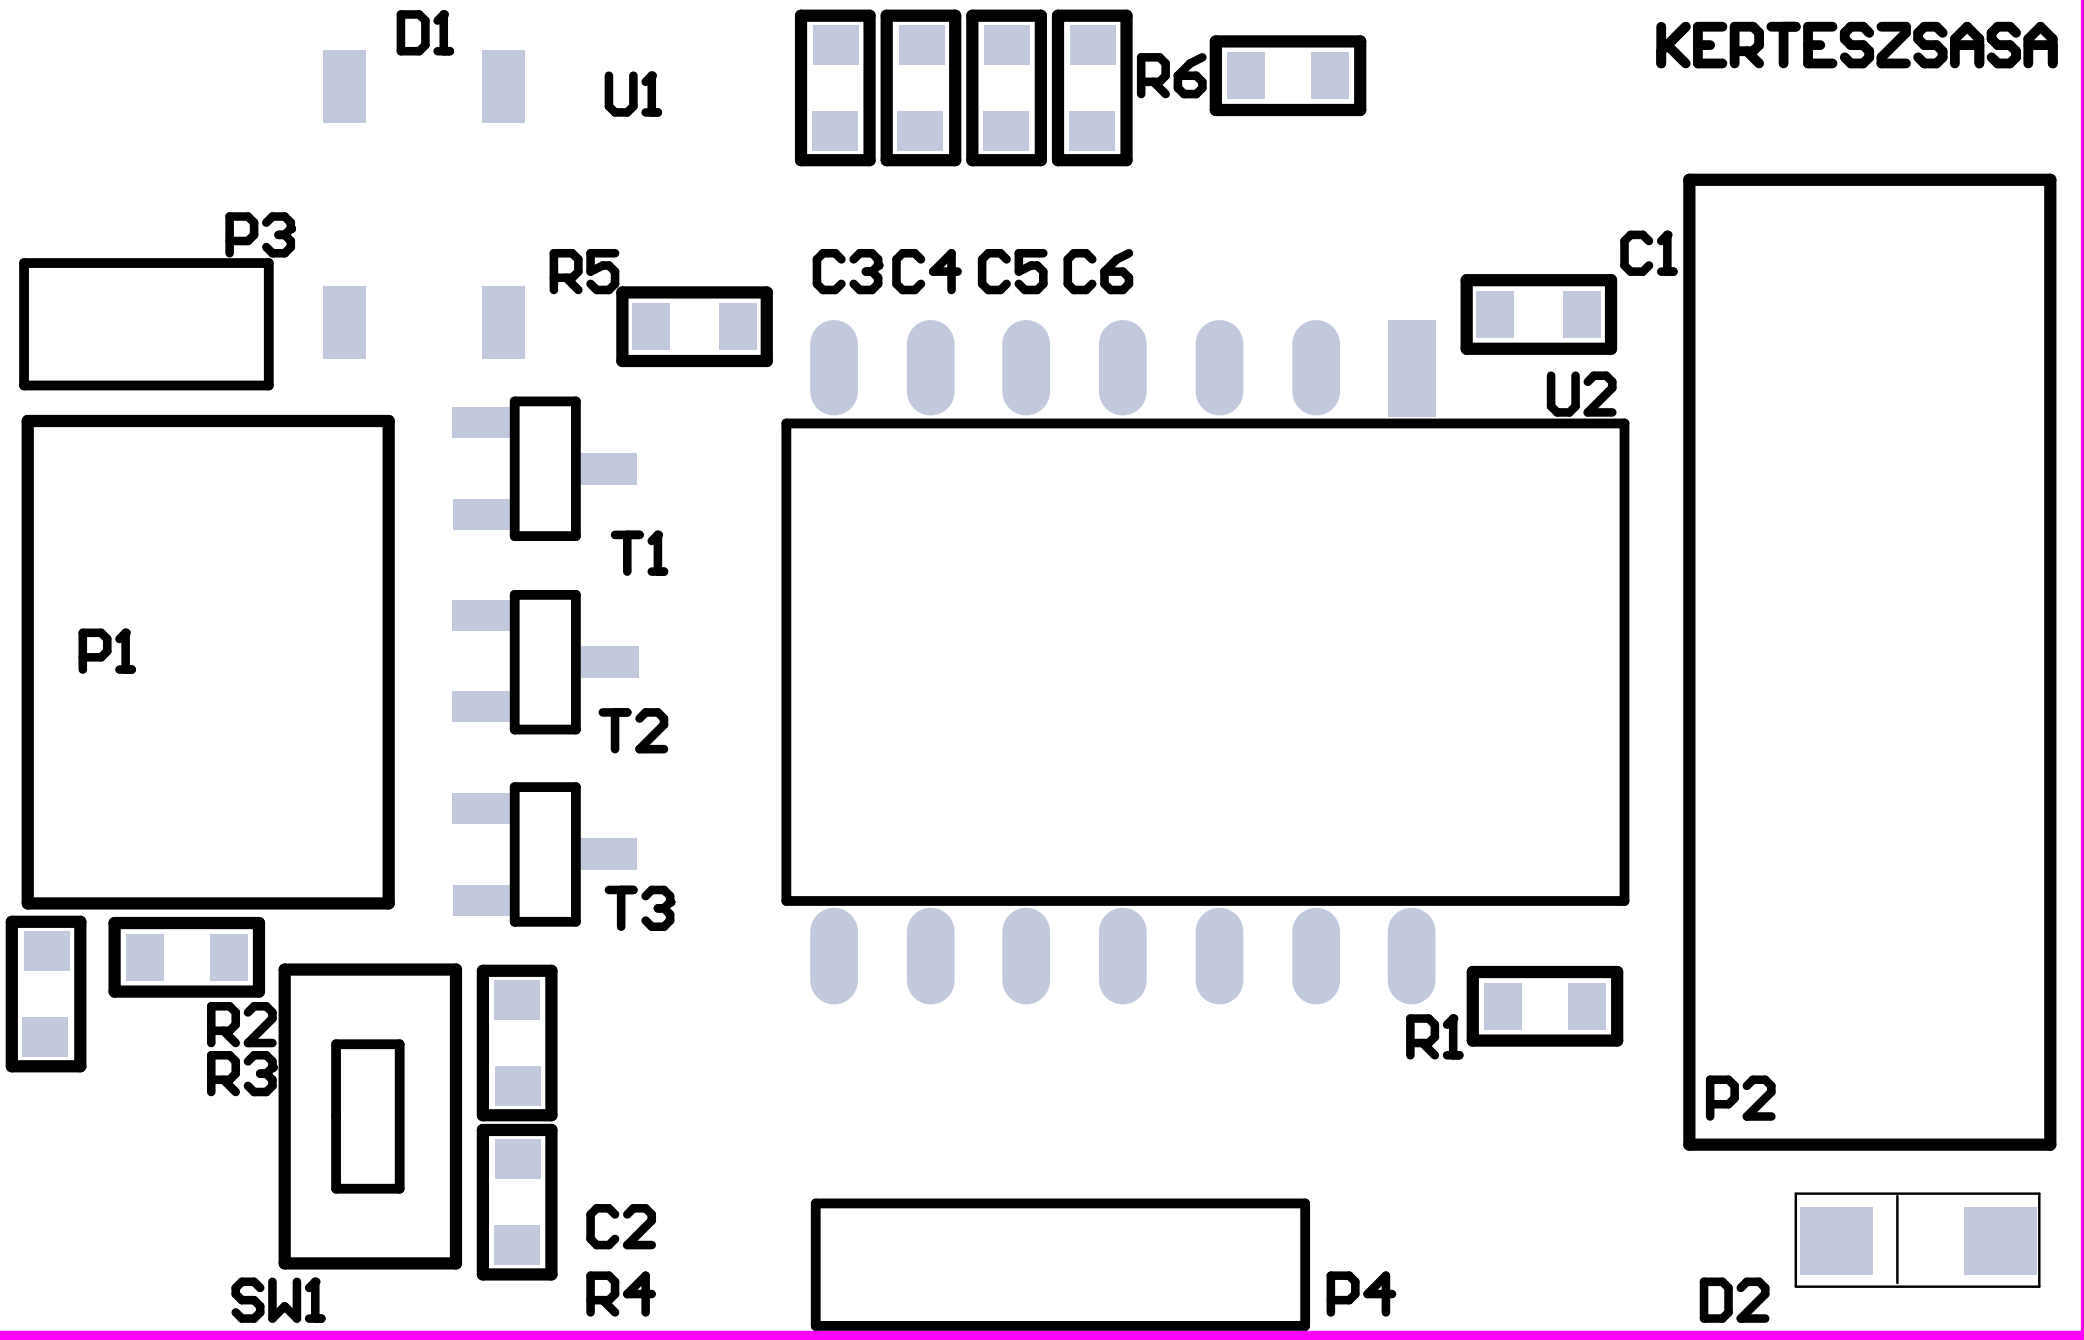 D1
U1
R6
KERTESZSASA
P3
R5
C3 C4 C5 C6
C1
U2
T1
P1
T2
T3
R2
R3
R1
P2
C2
SW1
R4
P4
D2